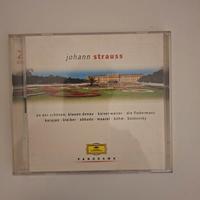 johann strauss
an der schönen, blauen donau · kaiser-walzer · die fledermaus
karajan · kleiber · abbado · maazel · böhm · boskovsky
PANORAMA